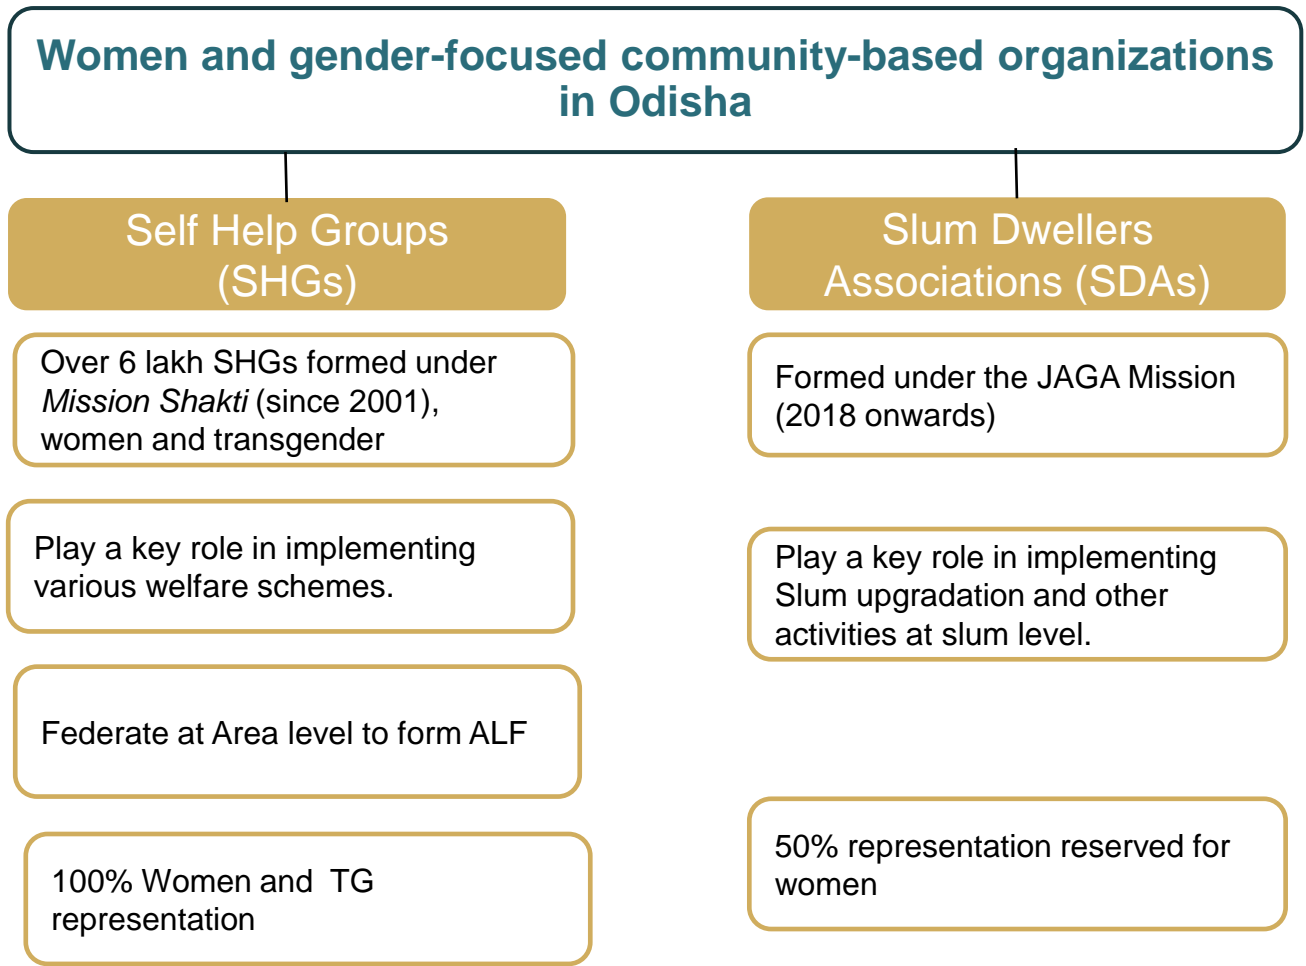 Women and gender-focused community-based organizations
in Odisha
Self Help Groups
(SHGs)
Over 6 lakh SHGs formed under
Mission Shakti (since 2001),
women and transgender
Play a key role in implementing
various welfare schemes.
Federate at Area level to form ALF
100% Women and TG
representation
Slum Dwellers
Associations (SDAs)
Formed under the JAGA Mission
(2018 onwards)
Play a key role in implementing
Slum upgradation and other
activities at slum level.
50% representation reserved for
women